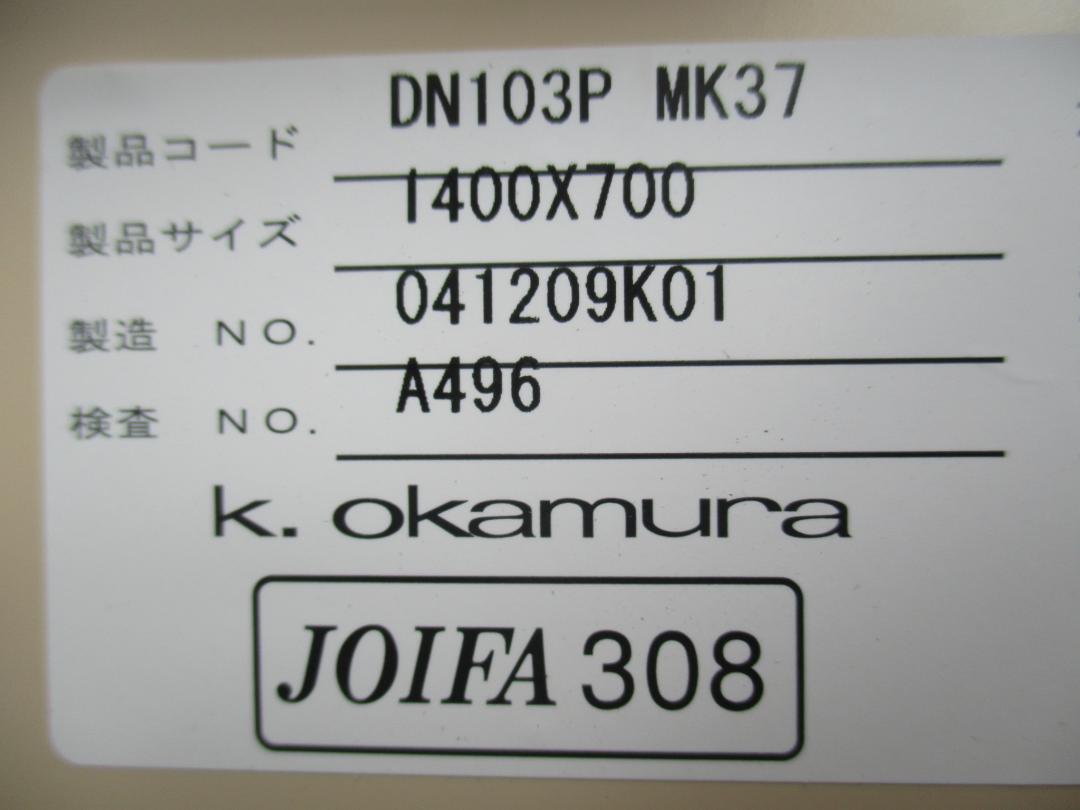 製品コード DN103P MK37
製品サイズ 1400X700
製造 NO. 041209K01
検査 NO. A496
k. okamura
JOIFA 308